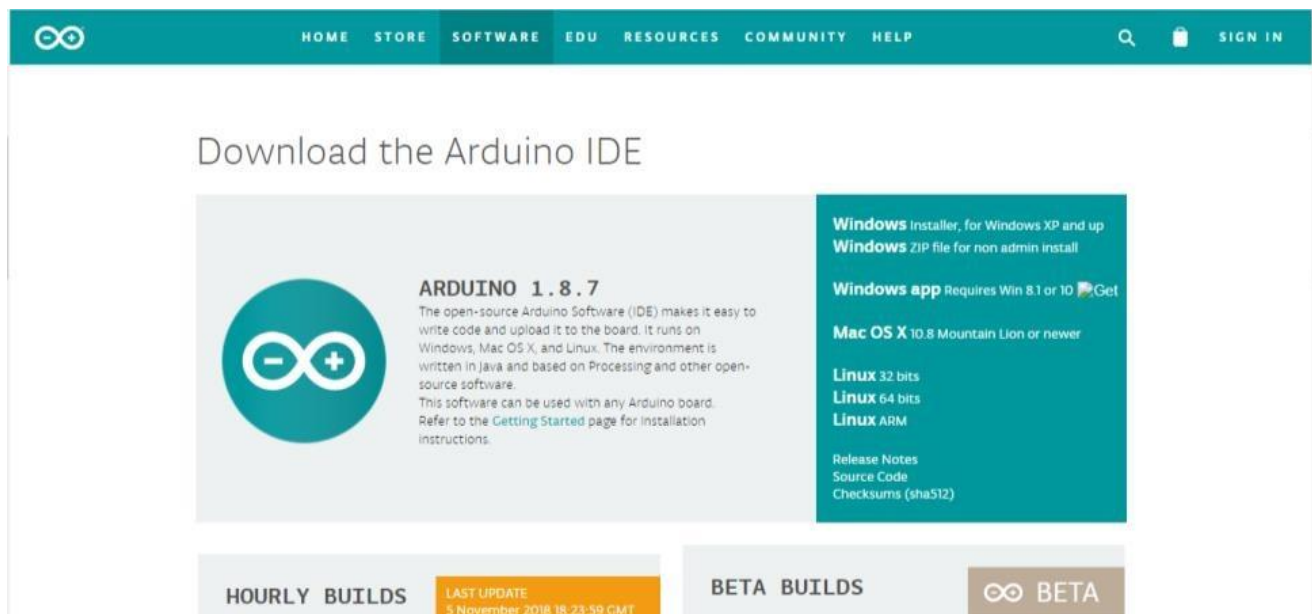 HOME STORE SOFTWARE EDU RESOURCES COMMUNITY HELP SIGN IN
Download the Arduino IDE
ARDUINO 1.8.7
The open-source Arduino Software (IDE) makes it easy to
write code and upload it to the board. It runs on
Windows, Mac OS X, and Linux. The environment is
written in Java and based on Processing and other open-
source software.
This software can be used with any Arduino board.
Refer to the Getting Started page for Installation
instructions.
Windows Installer, for Windows XP and up
Windows ZIP file for non admin install
Windows app Requires Win 8.1 or 10 Get
Mac OS X 10.8 Mountain Lion or newer
Linux 32 bits
Linux 64 bits
Linux ARM
Release Notes
Source Code
Checksums (sha512)
HOURLY BUILDS
LAST UPDATE
5 November 2018 18:23:59 GMT
BETA BUILDS
BETA